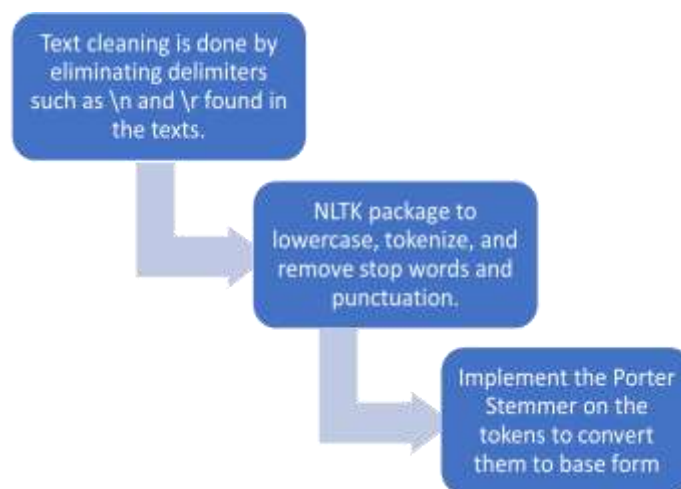 Text cleaning is done by
eliminating delimiters
such as \n and \r found in
the texts.
NLTK package to
lowercase, tokenize, and
remove stop words and
punctuation.
Implement the Porter
Stemmer on the
tokens to convert
them to base form